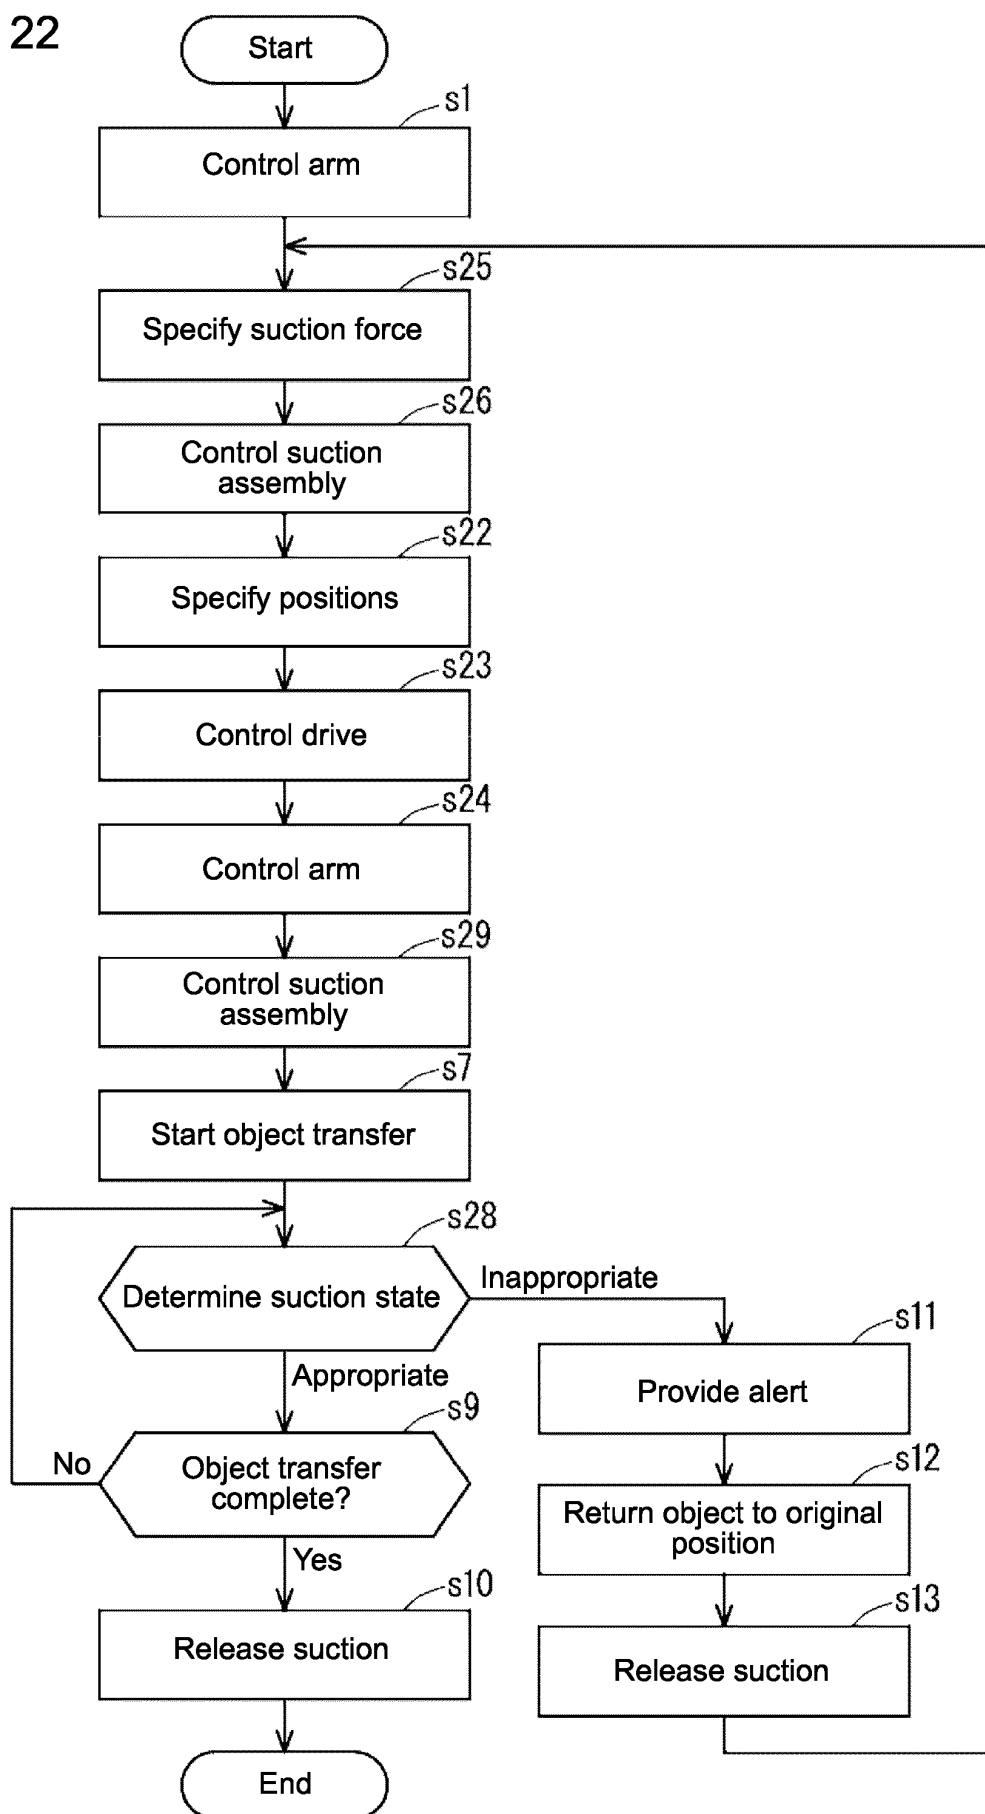 22
Start
s1
Control arm
s25
Specify suction force
s26
Control suction
assembly
s22
Specify positions
s23
Control drive
s24
Control arm
s29
Control suction
assembly
s7
Start object transfer
s28
Determine suction state
Inappropriate
Appropriate
s11
Provide alert
s9
Object transfer
complete?
No
Yes
s12
Return object to original
position
s10
Release suction
s13
Release suction
End